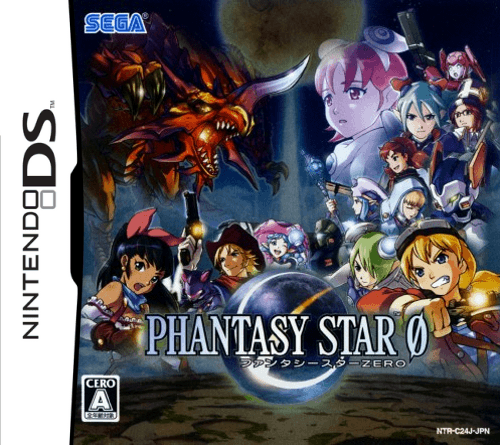 SEGA
NINTENDO DS
TM
PHANTASY STAR 0
ファンタシースターZERO
CERO
A
全年齢対象
NTR-C24J-JPN